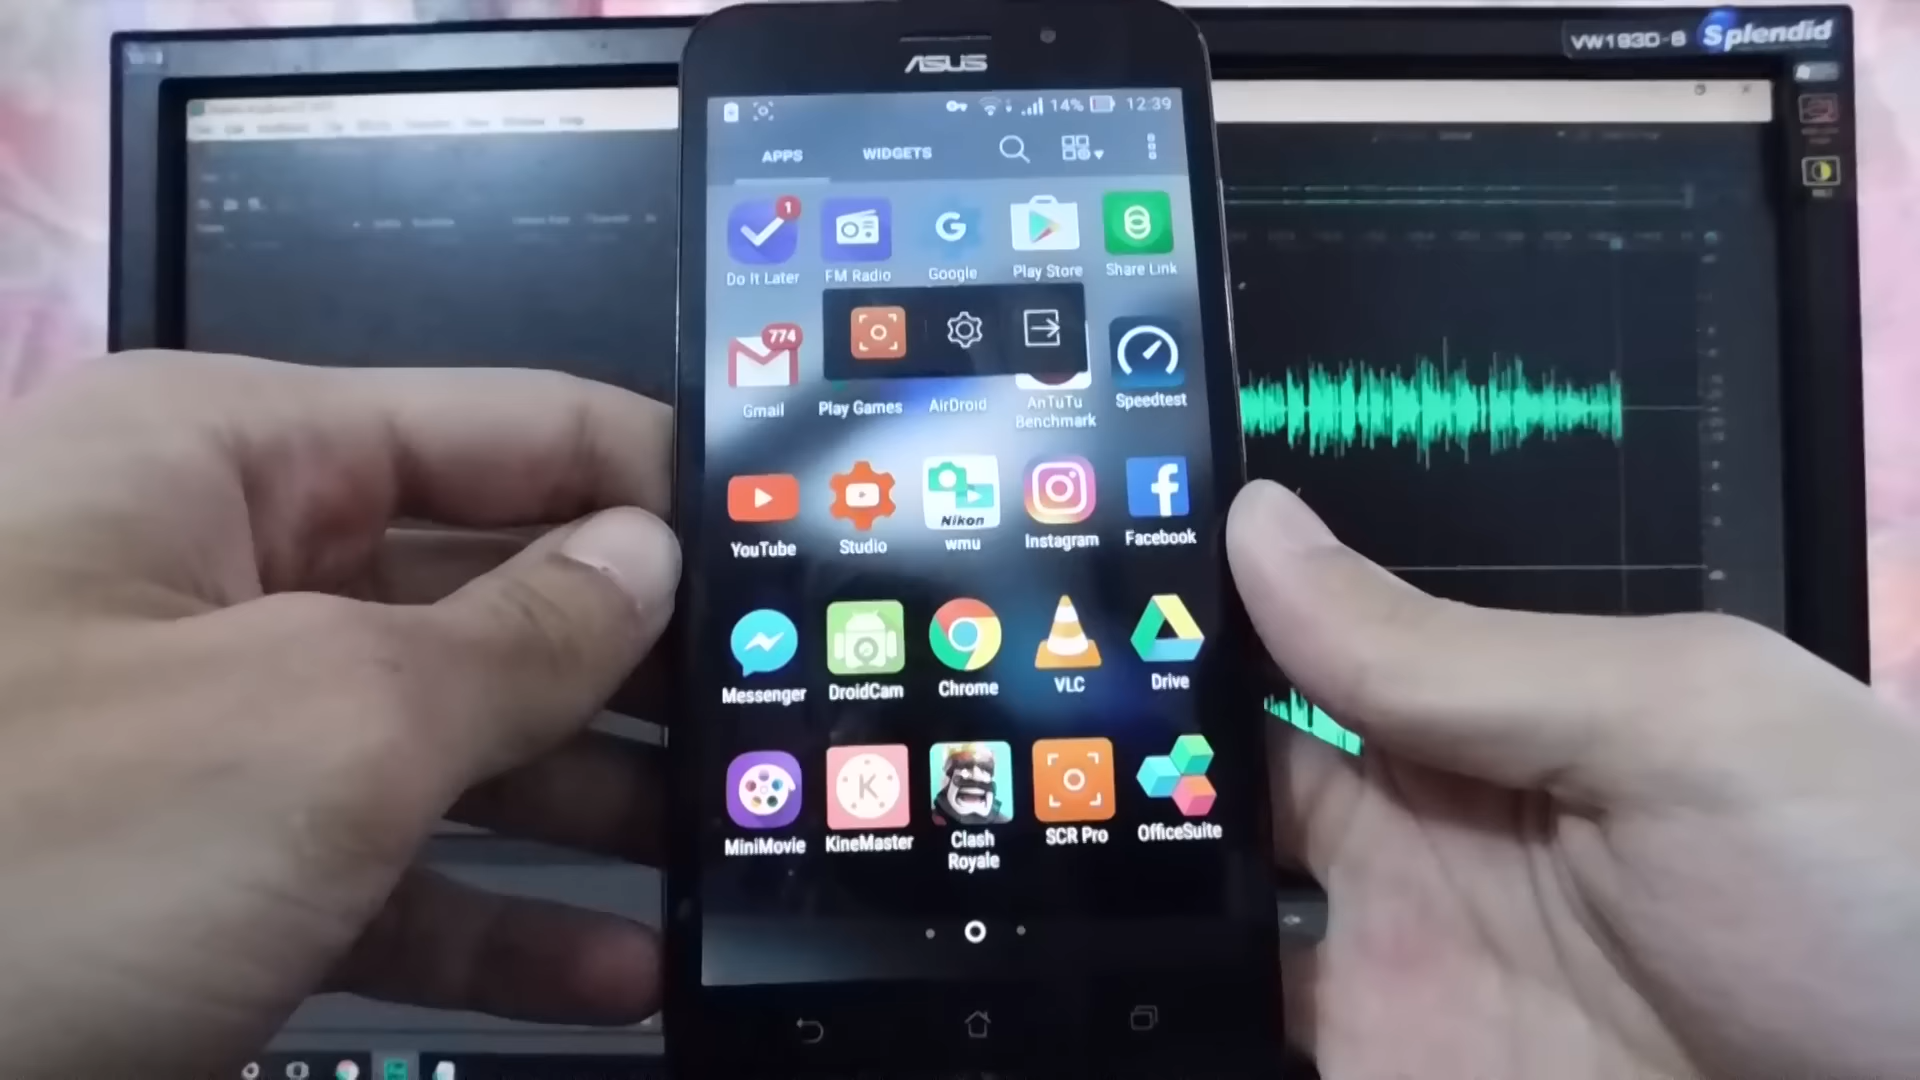 VW193D-B Splendid
ASUS
14% 12:39
APPS WIDGETS
1
Do It Later FM Radio Google Play Store Share Link
774
Gmail Play Games AirDroid AnTuTu Benchmark Speedtest
Nikon
YouTube Studio wmu Instagram Facebook
Messenger DroidCam Chrome VLC Drive
K
MiniMovie KineMaster Clash Royale SCR Pro OfficeSuite